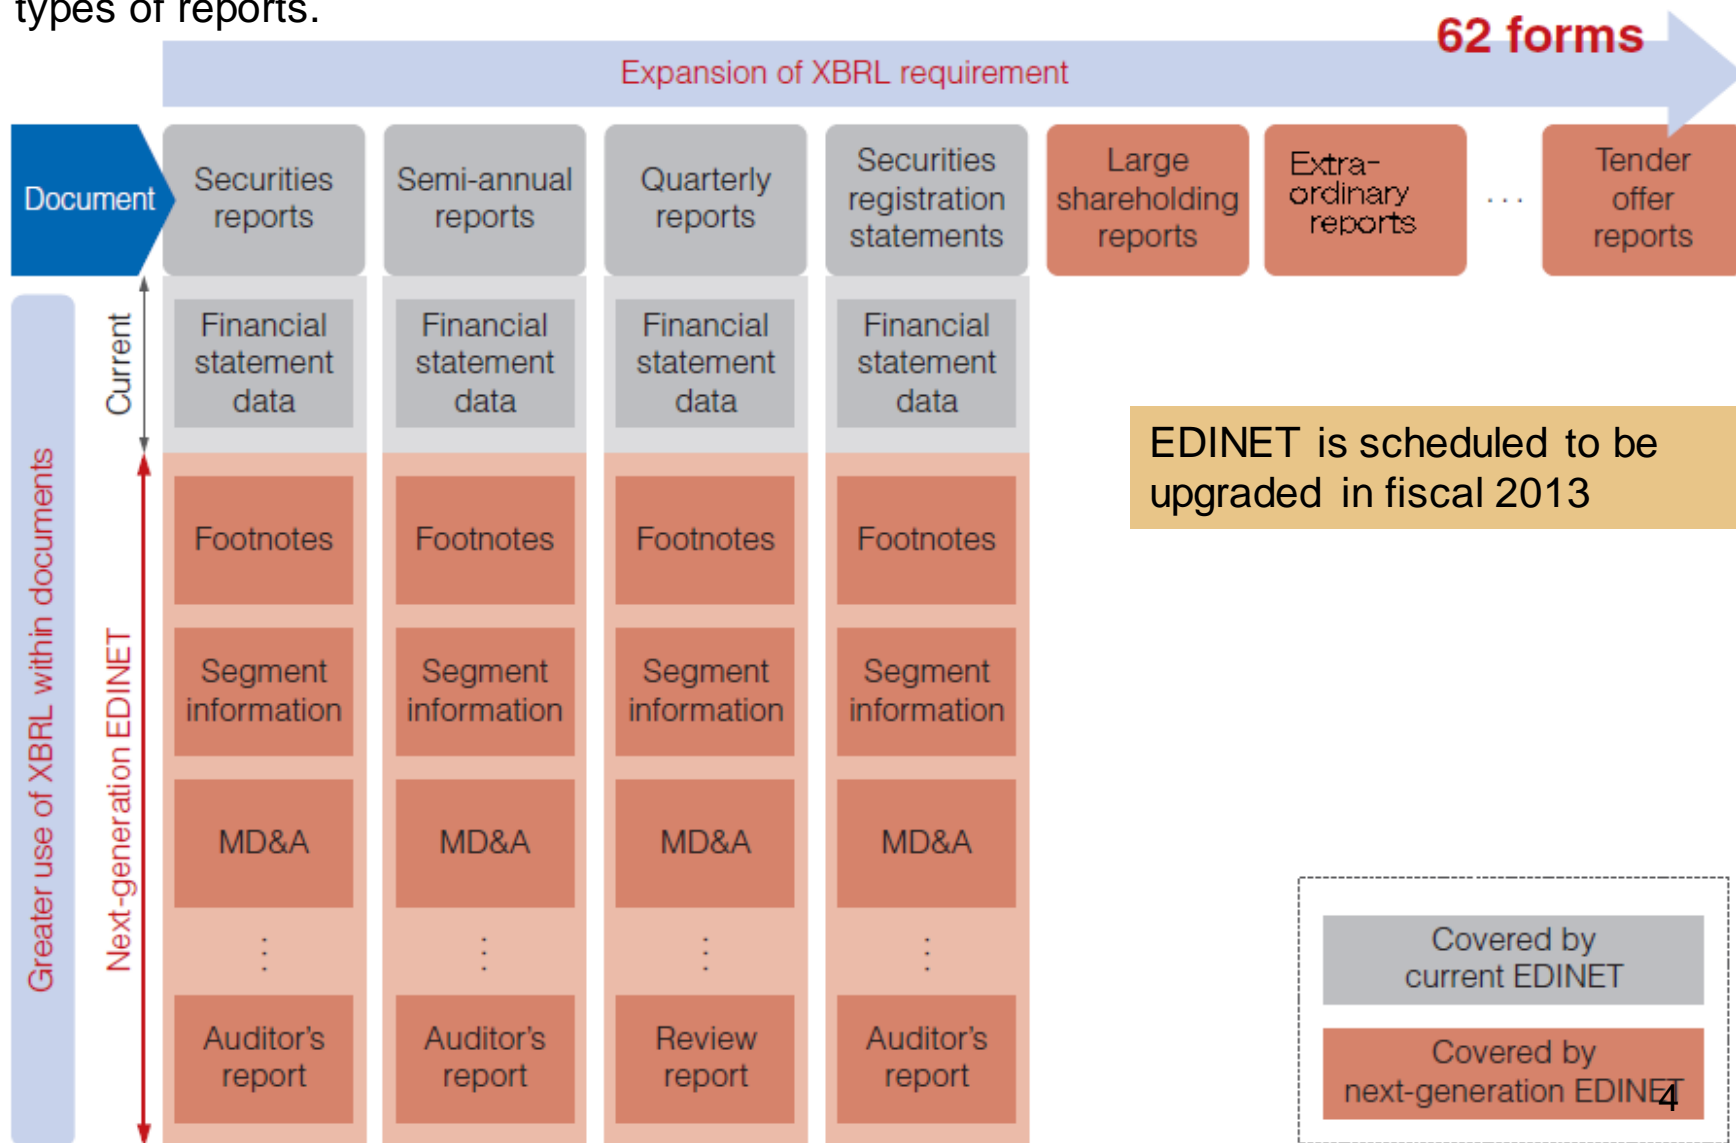 types of reports.
62 forms
Expansion of XBRL requirement
Document
Securities
reports
Semi-annual
reports
Quarterly
reports
Securities
registration
statements
Large
shareholding
reports
Extra-
ordinary
reports
...
Tender
offer
reports
Greater use of XBRL within documents
Current
Next-generation EDINET
Financial
statement
data
Financial
statement
data
Financial
statement
data
Financial
statement
data
EDINET is scheduled to be
upgraded in fiscal 2013
Footnotes
Footnotes
Footnotes
Footnotes
Segment
information
Segment
information
Segment
information
Segment
information
MD&A
MD&A
MD&A
MD&A
⋮
⋮
⋮
⋮
Auditor's
report
Auditor's
report
Review
report
Auditor's
report
Covered by
current EDINET
Covered by
next-generation EDINET
4